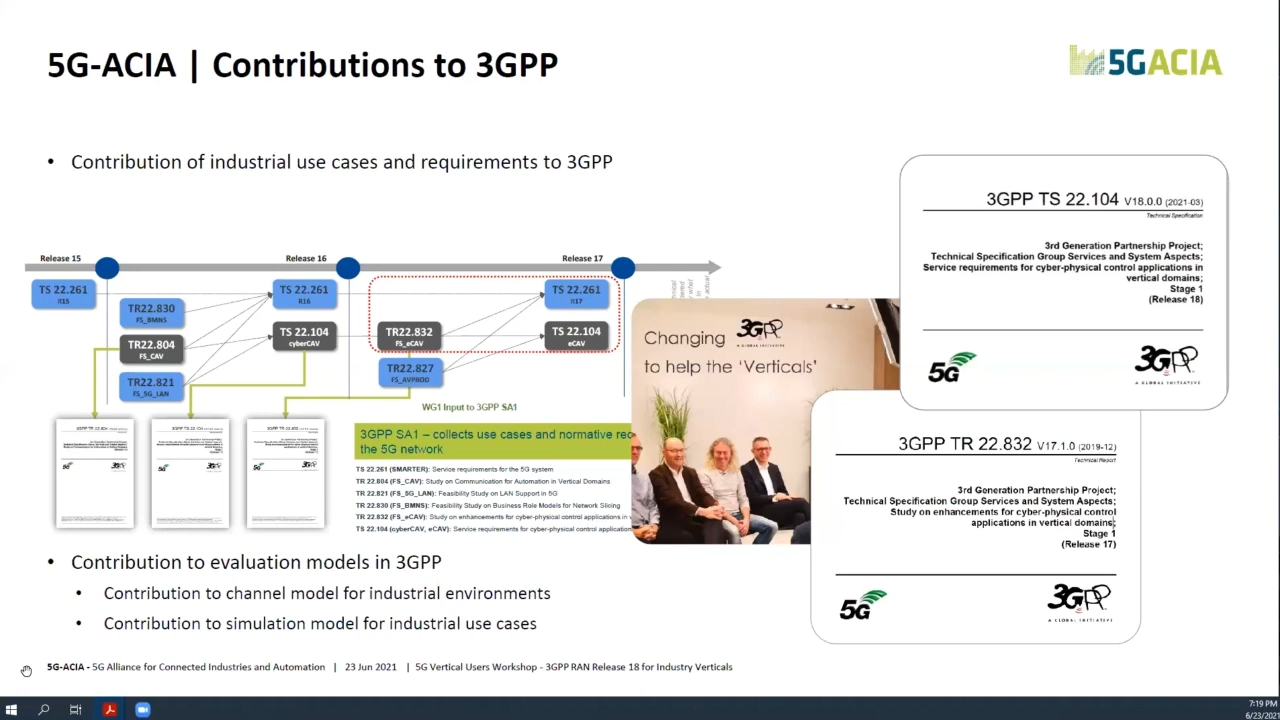 5G-ACIA | Contributions to 3GPP
5GACIA
• Contribution of industrial use cases and requirements to 3GPP
Release 15
Release 16
Release 17
TS 22.261
R15
TR22.830
FS_BMNS
TR22.804
FS_CAV
TR22.821
FS_5G_LAN
TS 22.261
R16
TS 22.104
cyberCAV
TR22.832
FS_eCAV
TR22.827
FS_AVPROD
TS 22.261
R17
TS 22.104
eCAV
WG1 Input to 3GPP SA1
3GPP SA1 – collects use cases and normative rec
the 5G network
TS 22.261 (SMARTER): Service requirements for the 5G system
TR 22.804 (FS_CAV): Study on Communication for Automation in Vertical Domains
TR 22.821 (FS_5G_LAN): Feasibility Study on LAN Support in 5G
TR 22.830 (FS_BMNS): Feasibility Study on Business Role Models for Network Slicing
TR 22.832 (FS_eCAV): Study on enhancements for cyber-physical control applications in v
TS 22.104 (cyberCAV, eCAV): Service requirements for cyber-physical control application
Changing 3GPP
A GLOBAL INITIATIVE
to help the ‘Verticals’
3GPP TS 22.104 V18.0.0 (2021-03)
Technical Specification
3rd Generation Partnership Project;
Technical Specification Group Services and System Aspects;
Service requirements for cyber-physical control applications in
vertical domains;
Stage 1
(Release 18)
5G
3GPP
A GLOBAL INITIATIVE
3GPP TR 22.832 V17.1.0 (2019-12)
Technical Report
3rd Generation Partnership Project;
Technical Specification Group Services and System Aspects;
Study on enhancements for cyber-physical control
applications in vertical domains;
Stage 1
(Release 17)
5G
3GPP
A GLOBAL INITIATIVE
• Contribution to evaluation models in 3GPP
• Contribution to channel model for industrial environments
• Contribution to simulation model for industrial use cases
5G-ACIA - 5G Alliance for Connected Industries and Automation | 23 Jun 2021 | 5G Vertical Users Workshop - 3GPP RAN Release 18 for Industry Verticals
7:19 PM
6/23/2021